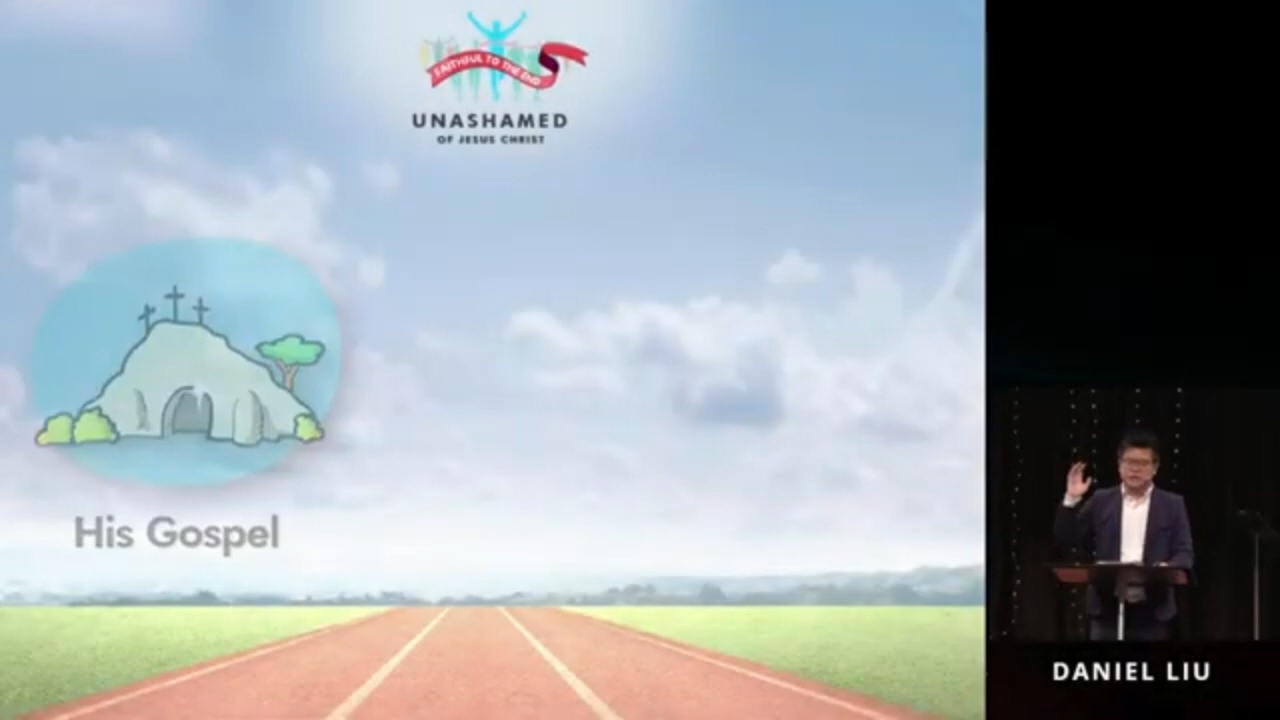 FAITHFUL TO THE END
UNASHAMED
OF JESUS CHRIST
His Gospel
DANIEL LIU